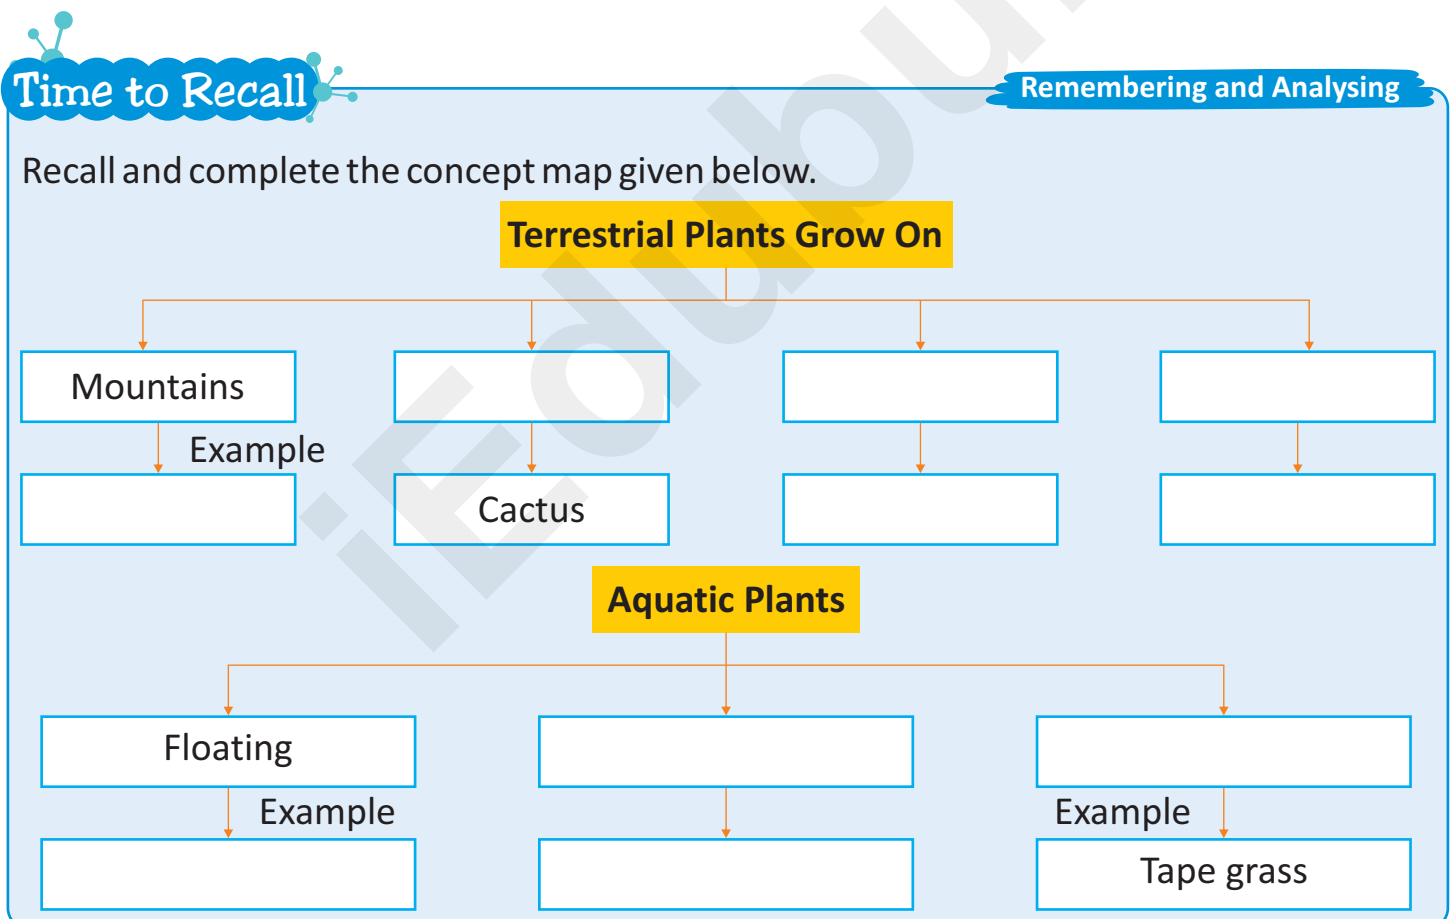 Time to Recall
Remembering and Analysing
Recall and complete the concept map given below.
Terrestrial Plants Grow On
Mountains
Example
Cactus
Aquatic Plants
Floating
Example
Example
Tape grass